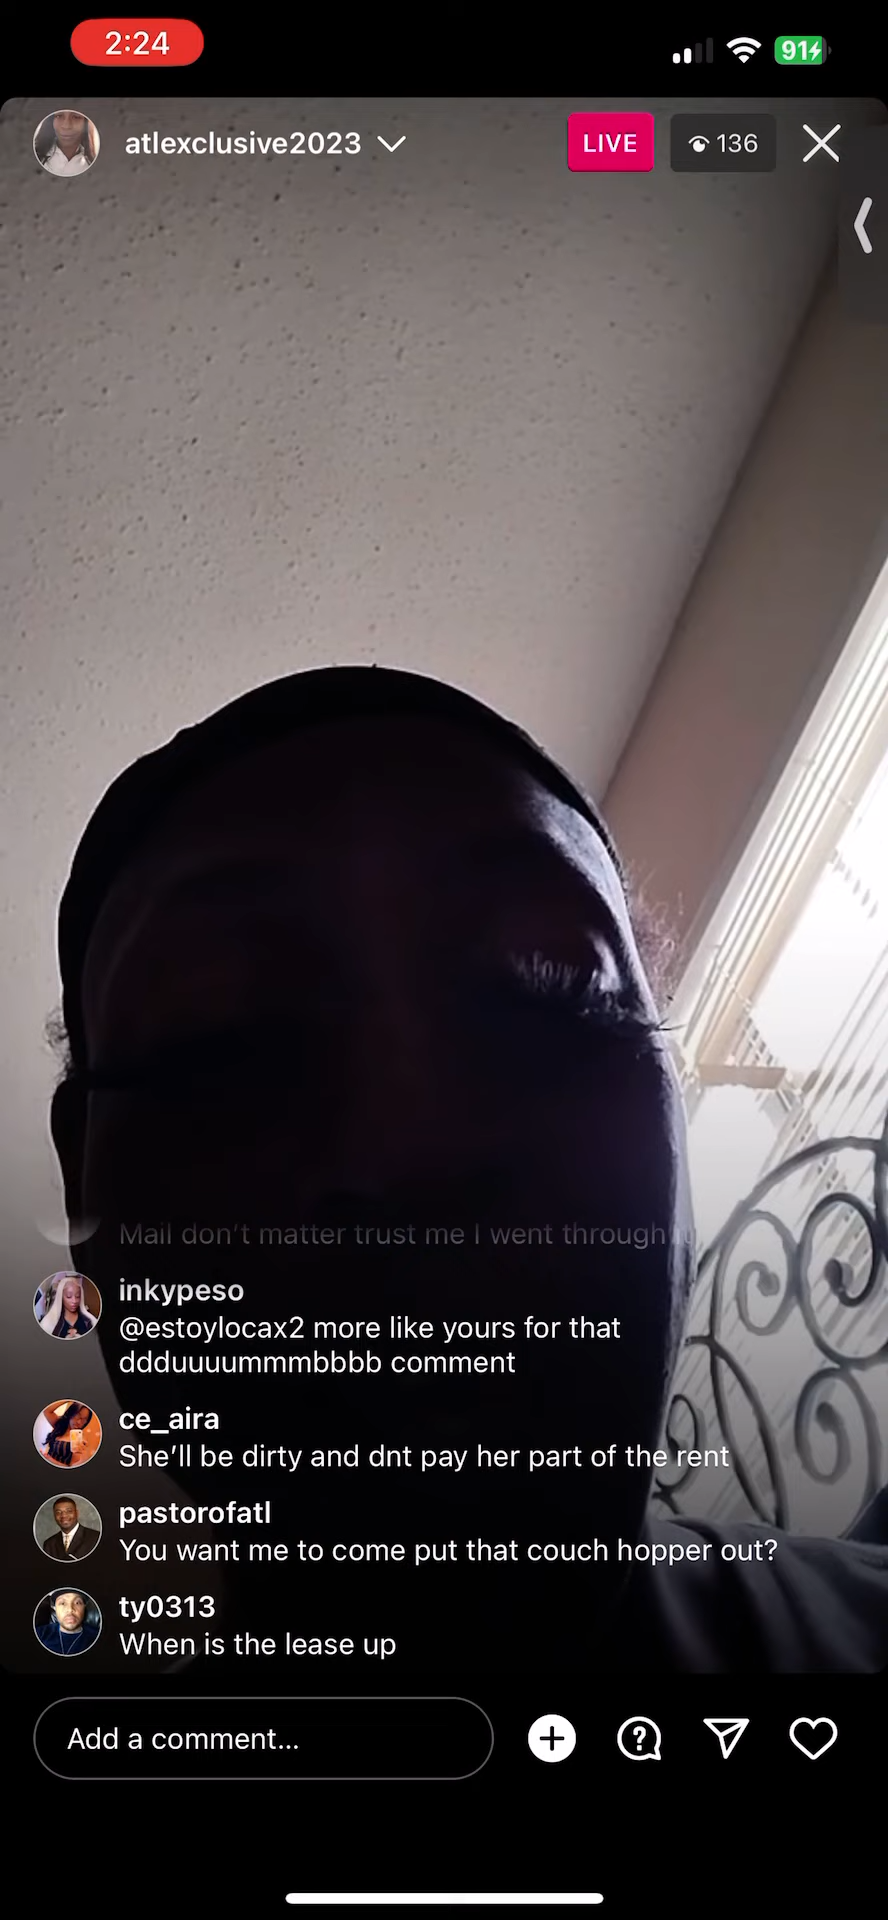 2:24
91
atlexclusive2023
LIVE
136
Mail don't matter trust me I went through
inkypeso
@estoylocax2 more like yours for that
ddduuuummmbbbb comment
ce_aira
She'll be dirty and dnt pay her part of the rent
pastorofatl
You want me to come put that couch hopper out?
ty0313
When is the lease up
Add a comment...